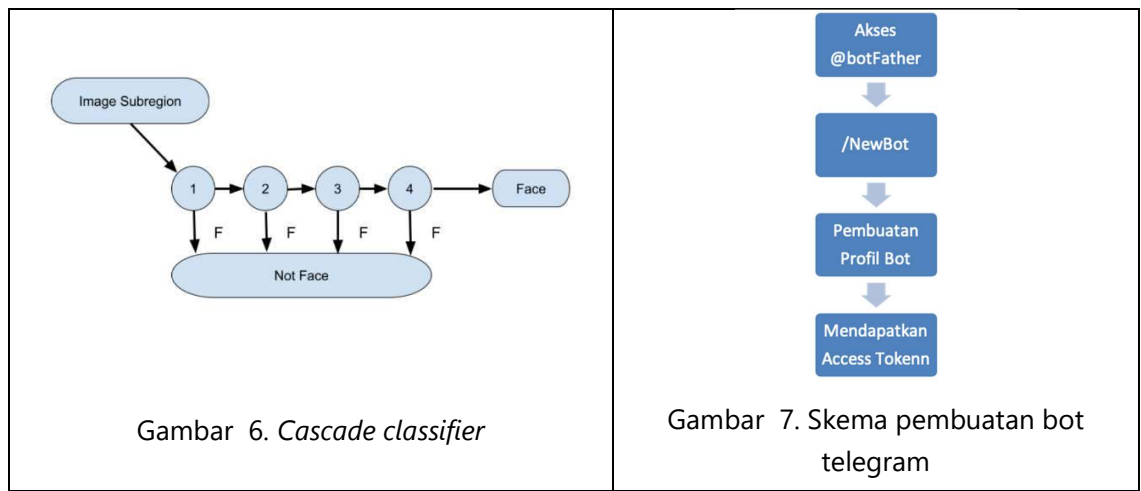 Image Subregion
1
2
3
4
Face
F
F
F
F
Not Face
Gambar 6. Cascade classifier
Akses
@botFather
/NewBot
Pembuatan
Profil Bot
Mendapatkan
Access Tokenn
Gambar 7. Skema pembuatan bot
telegram